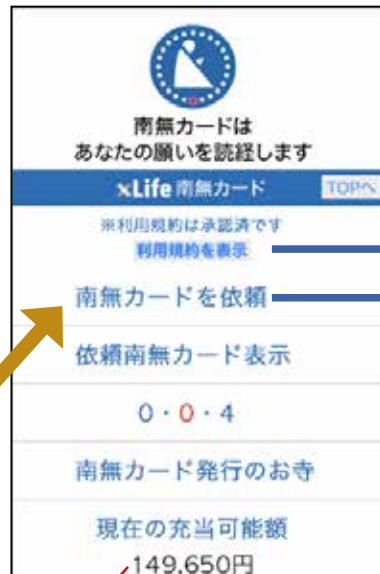 南無カードは
あなたの願いを読経します
xLife 南無カード TOPへ
※利用規約は承認済です
利用規約を表示
南無カードを依頼
依頼南無カード表示
0・0・4
南無カード発行のお寺
現在の充当可能額
149,650円